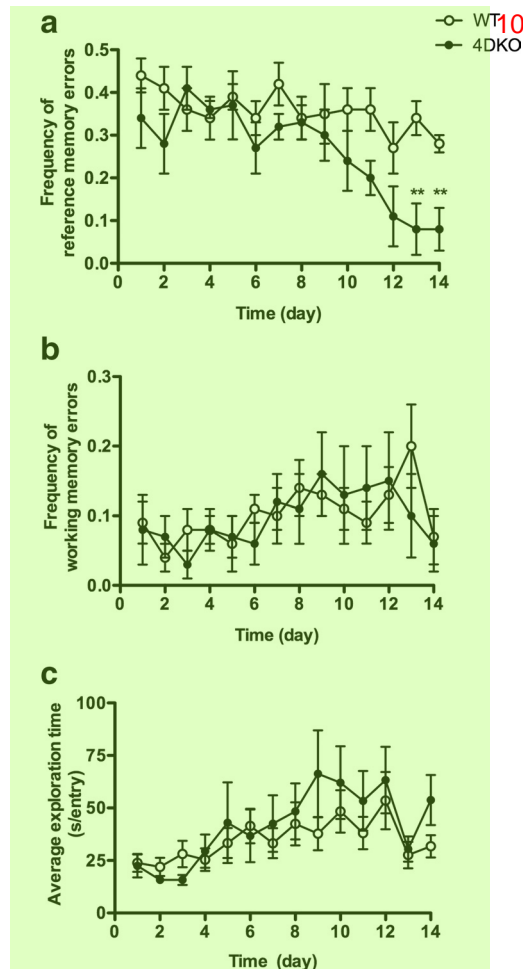 a
WT10
4DKO
Frequency of
reference memory errors
0.5
0.4
0.3
0.2
0.1
0.0
** **
0 2 4 6 8 10 12 14
Time (day)
b
Frequency of
working memory errors
0.3
0.2
0.1
0.0
0 2 4 6 8 10 12 14
Time (day)
c
Average exploration time
(s/entry)
100
75
50
25
0
0 2 4 6 8 10 12 14
Time (day)